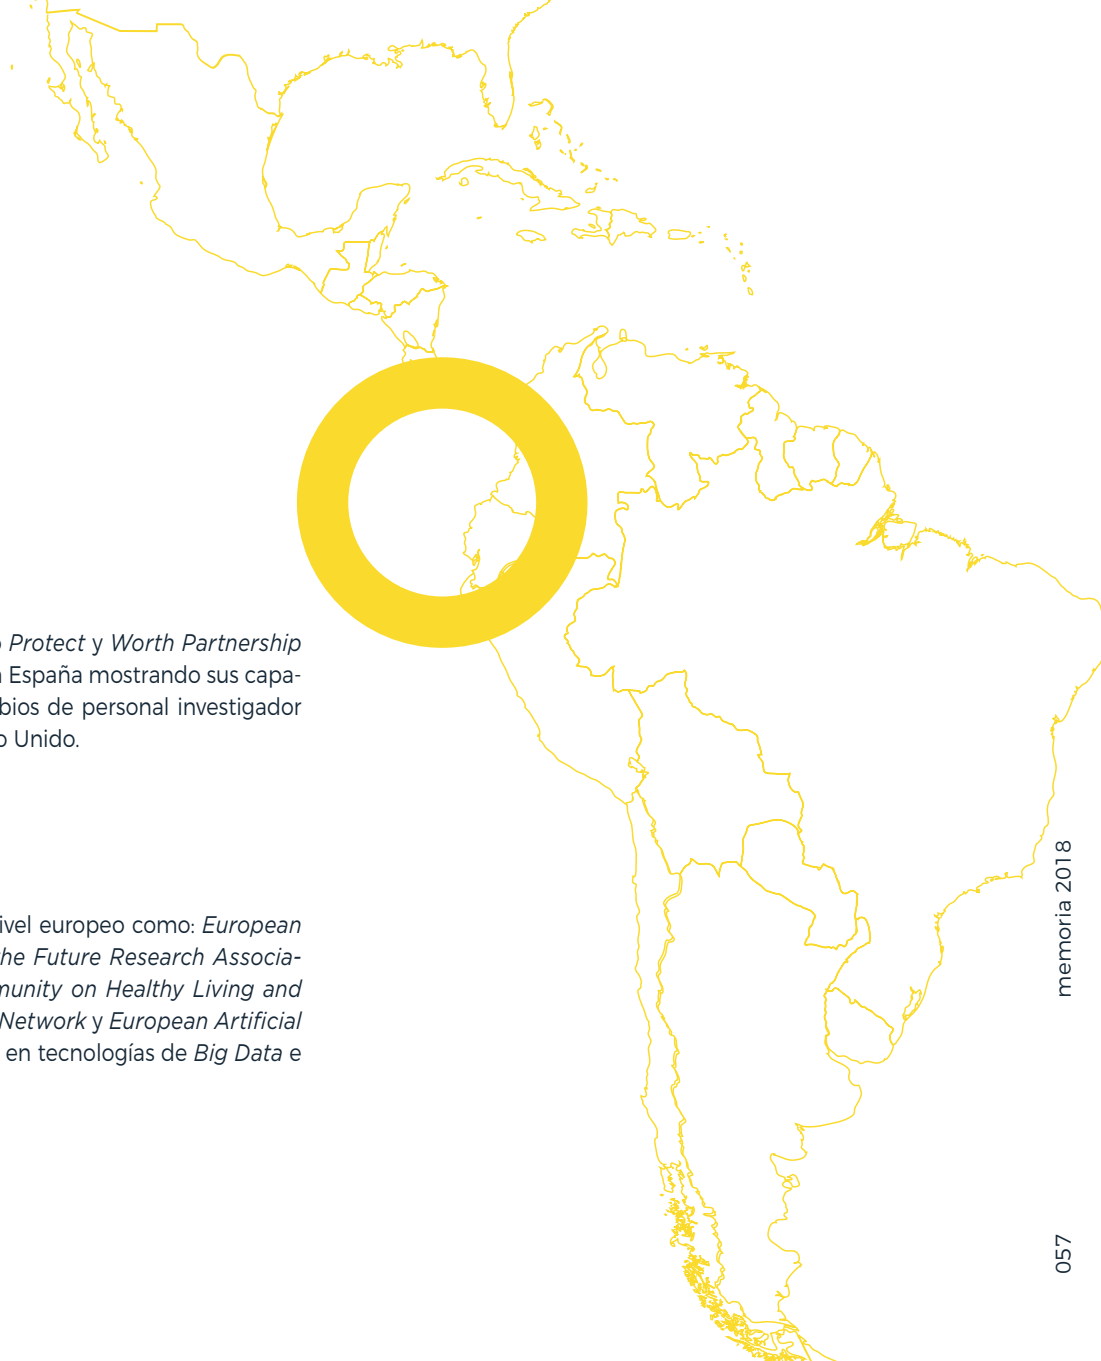 Protect y Worth Partnership
España mostrando sus capa-
bios de personal investigador
o Unido.
ivel europeo como: European
he Future Research Associa-
munity on Healthy Living and
Network y European Artificial
en tecnologías de Big Data e
memoria 2018
057